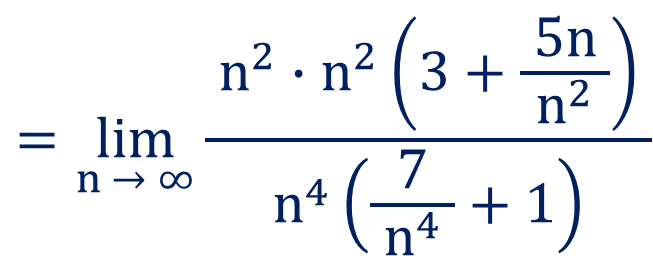 = lim n → ∞ n² · n² (3 + 5n/n²) / n⁴ (7/n⁴ + 1)